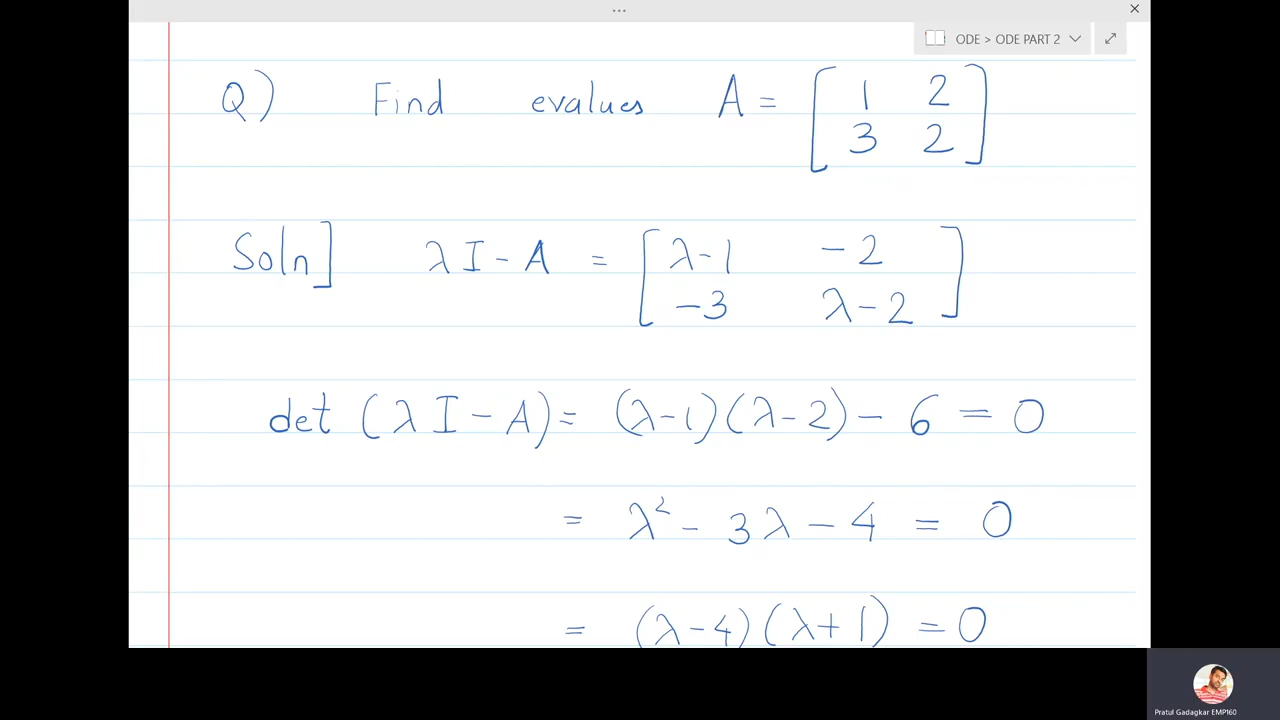 ODE > ODE PART 2
Q) Find evalues A = [ 1 2
3 2 ]
Soln] λI - A = [ λ-1 -2
-3 λ-2 ]
det (λI - A) = (λ-1)(λ-2) - 6 = 0
= λ² - 3λ - 4 = 0
= (λ-4)(λ+1) = 0
Pratul Gadagkar EMP160